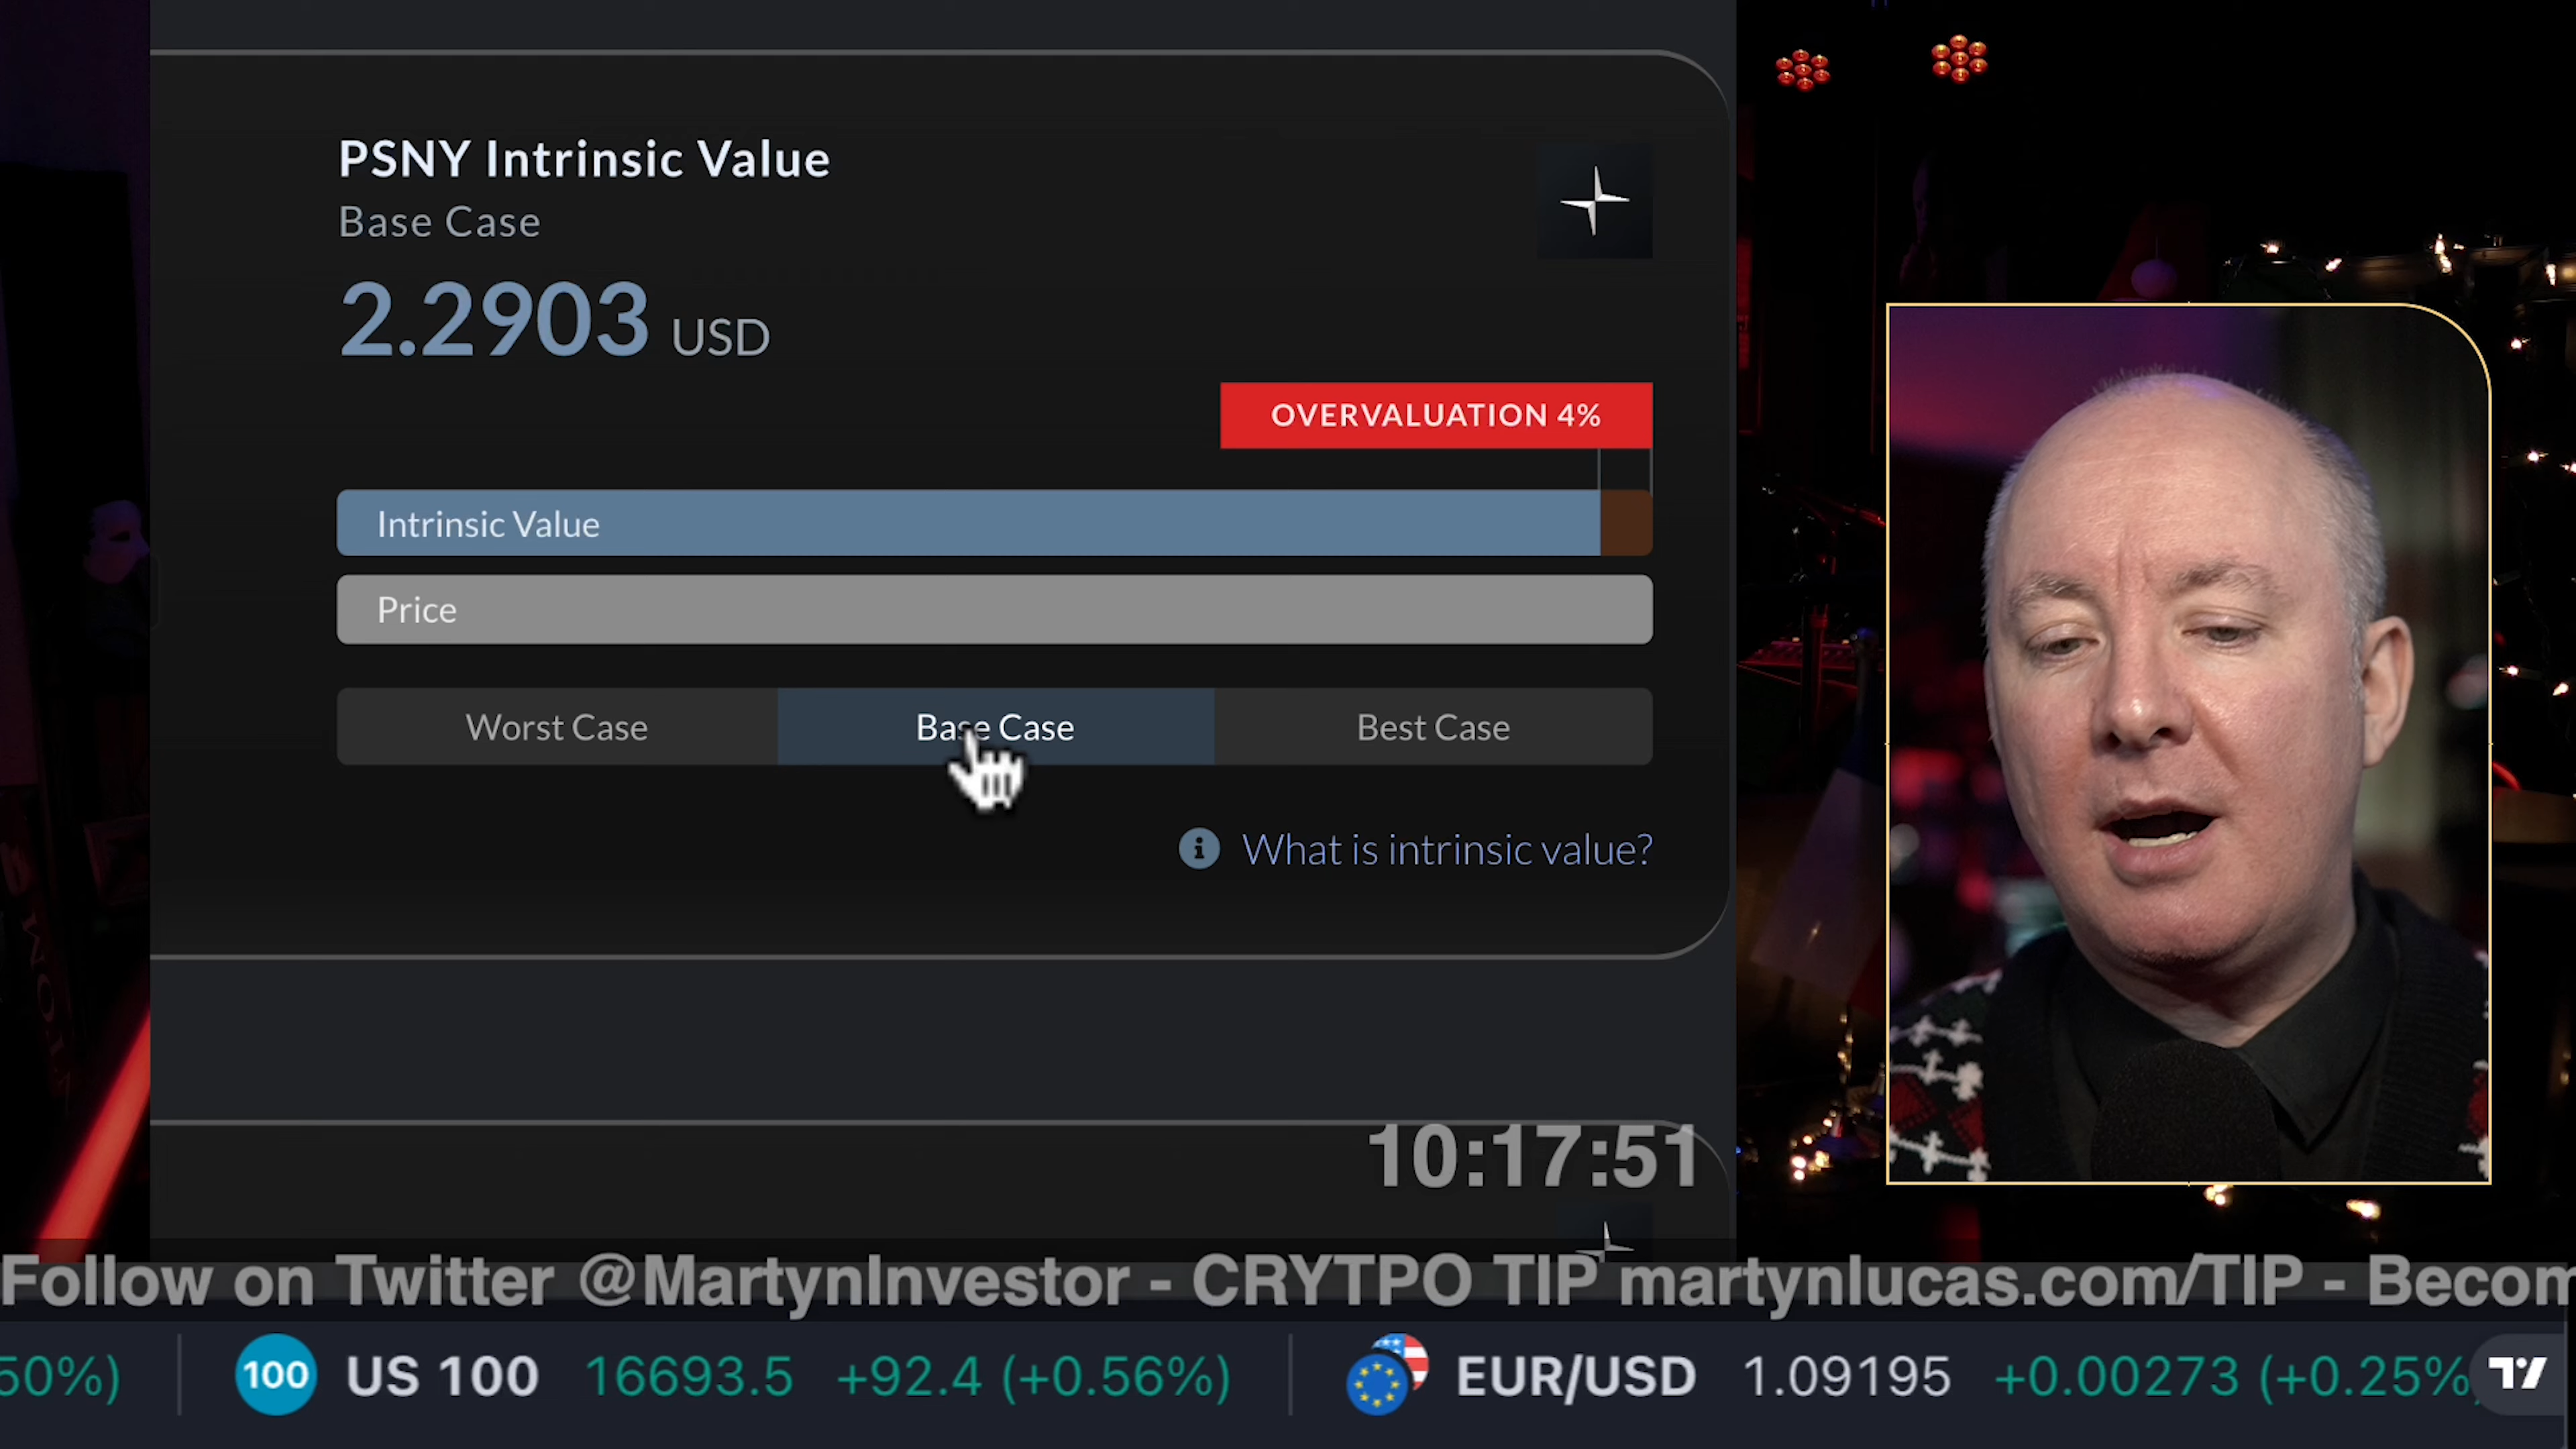 PSNY Intrinsic Value
Base Case
2.2903 USD
OVERVALUATION 4%
Intrinsic Value
Price
Worst Case
Base Case
Best Case
What is intrinsic value?
10:17:51
Follow on Twitter @MartynInvestor - CRYTPO TIP martynlucas.com/TIP - Becom
50%)
100 US 100 16693.5 +92.4 (+0.56%)
EUR/USD 1.09195 +0.00273 (+0.25%